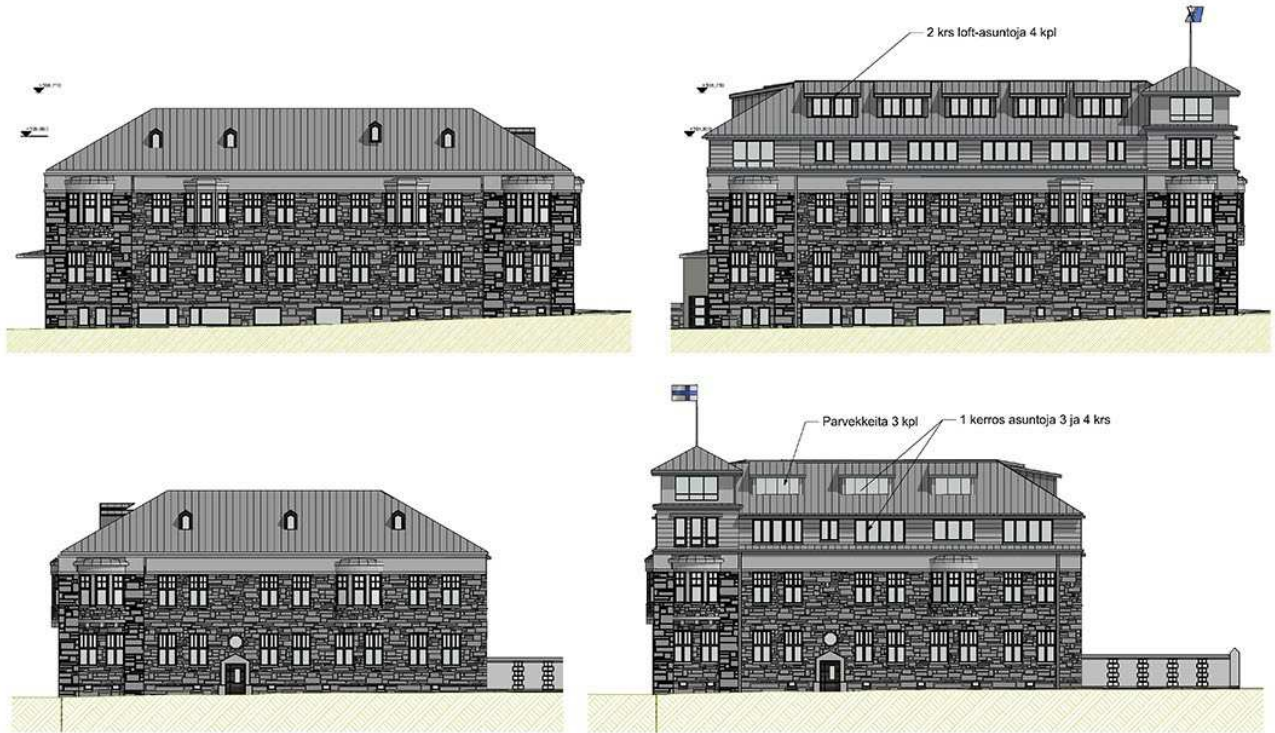 2 krs loft-asuntoja 4 kpl
Parvekkeita 3 kpl
1 kerros asuntoja 3 ja 4 krs